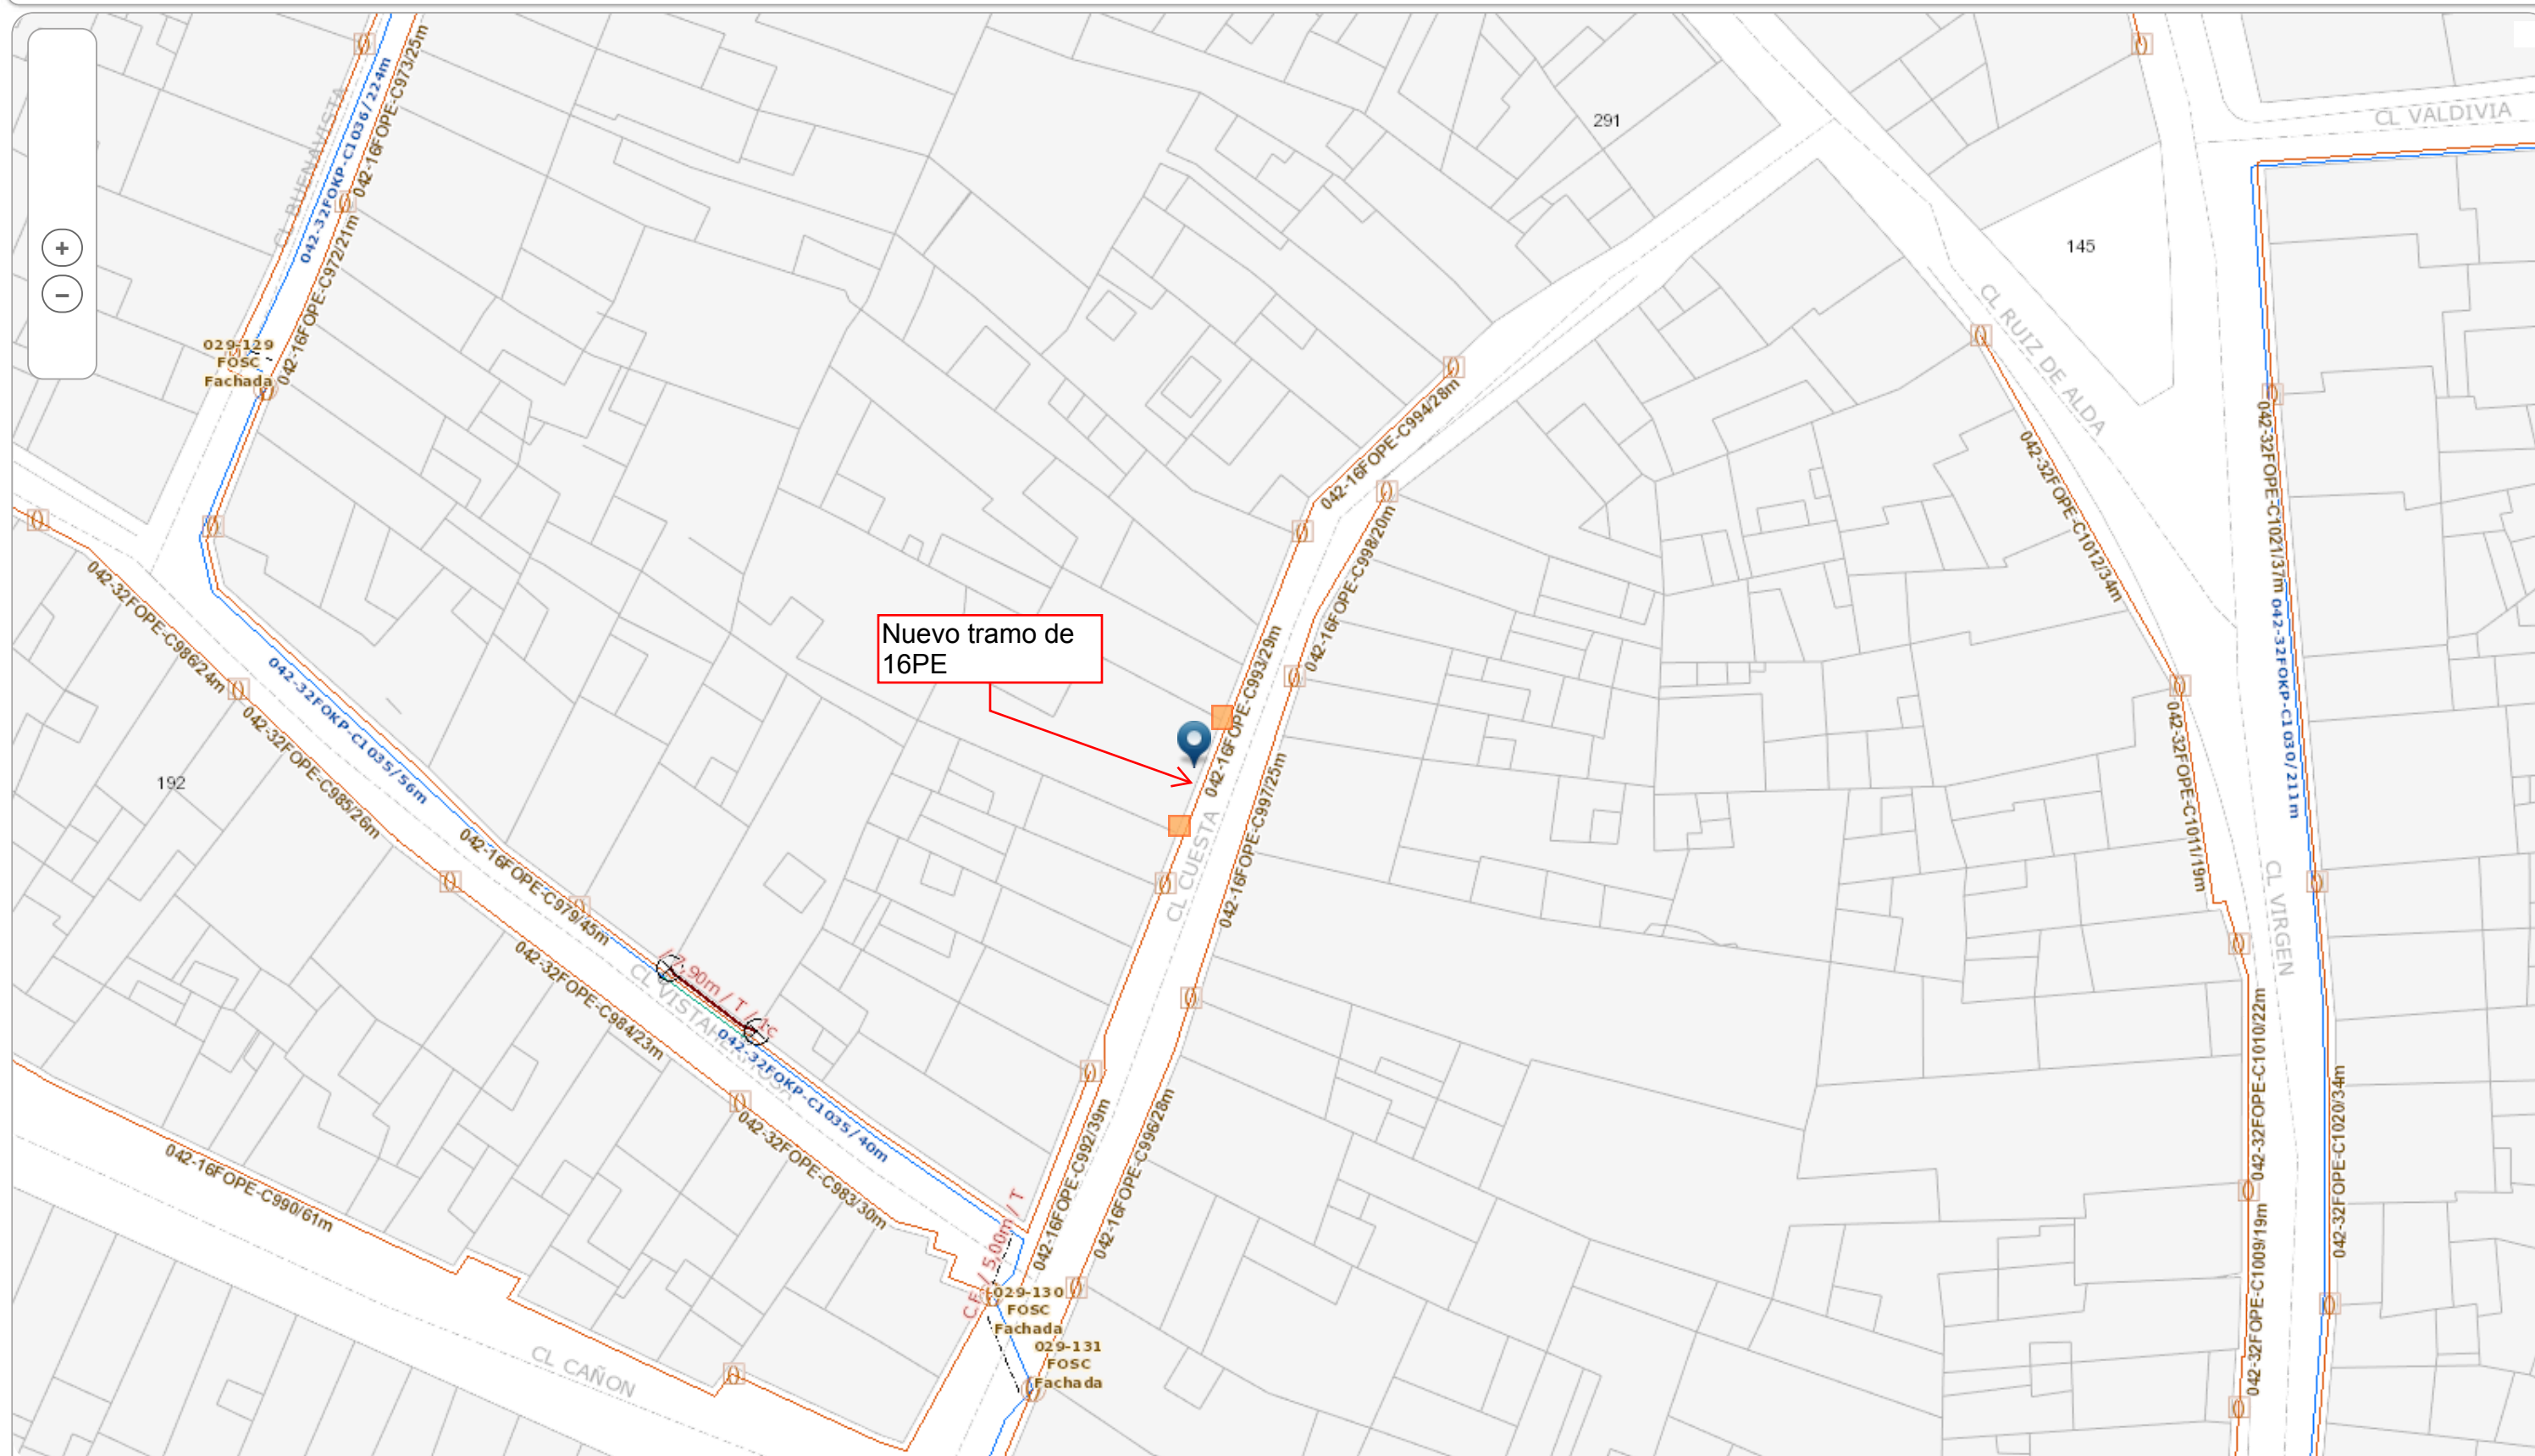 CL BUENAVISTA
042-32FOKP-C1036/224m
042-16FOPE-C973/25m
042-16FOPE-C972/21m
029-129
FOSC
Fachada
291
CL VALDIVIA
145
CL RUIZ DE ALDA
042-16FOPE-C994/28m
042-16FOPE-C998/20m
042-32FOPE-C1012/34m
042-32FOPE-C1021/37m
042-32FOKP-C1030/211m
042-32FOPE-C986/24m
042-32FOKP-C1035/56m
042-32FOPE-C985/26m
192
Nuevo tramo de
16PE
042-16FOPE-C993/29m
042-16FOPE-C993/29m
042-16FOPE-C997/25m
CL CUESTA
042-32FOPE-C1011/19m
CL VIRGEN
042-16FOPE-C979/45m
042-32FOPE-C984/23m
CL VISTAHERMOSA
042-32FOKP-C1035/40m
042-32FOPE-C983/30m
042-16FOPE-C992/39m
042-16FOPE-C996/28m
042-32FOPE-C1010/22m
042-32FOPE-C1020/34m
042-32FOPE-C1009/19m
042-16FOPE-C990/61m
029-130
FOSC
Fachada
029-131
FOSC
Fachada
CL CAÑON